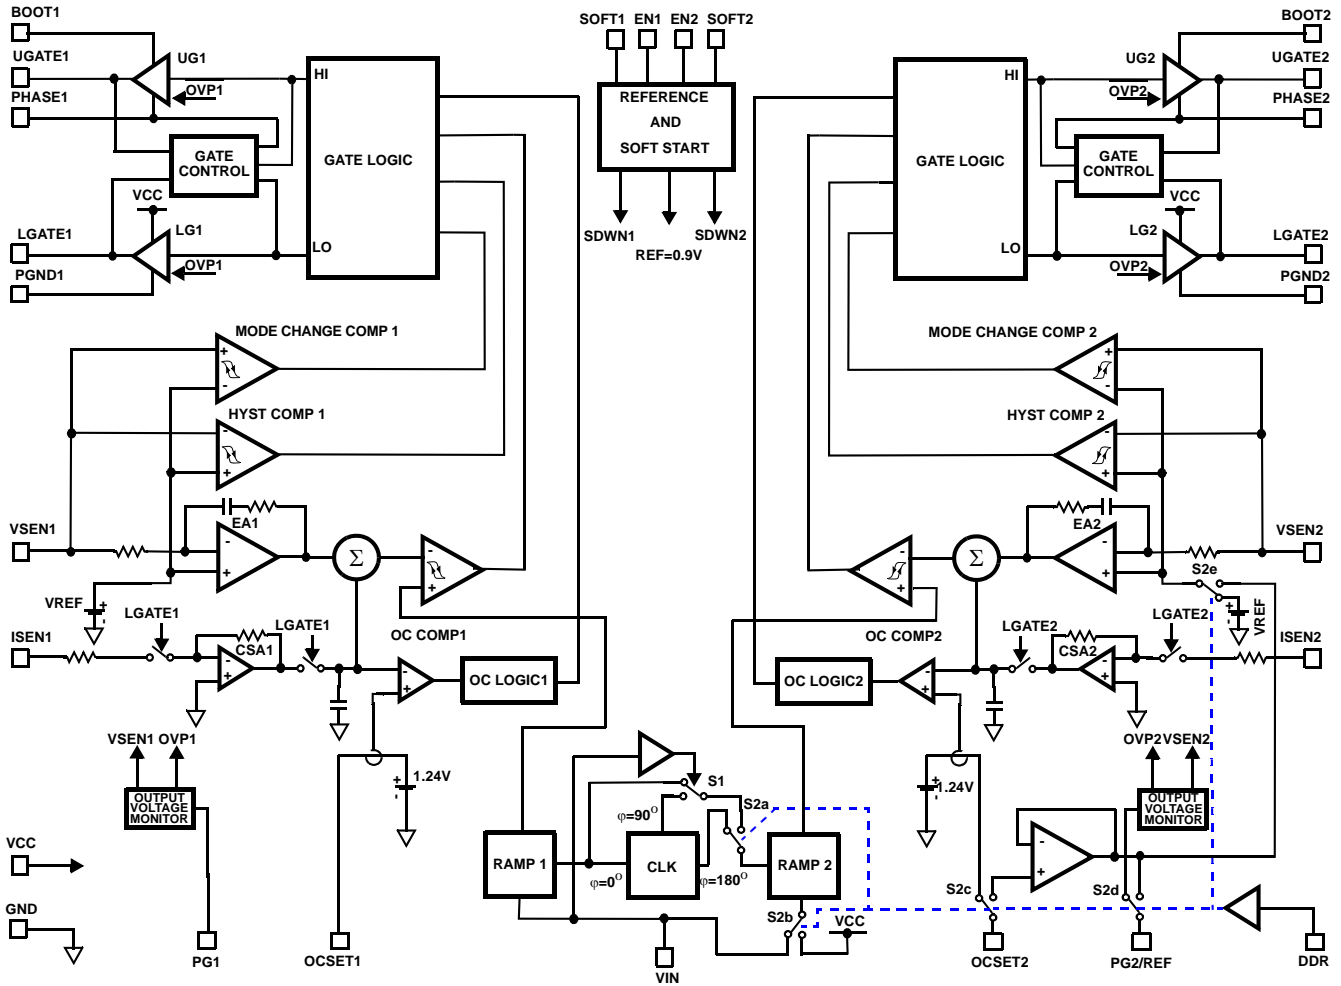 BOOT1
UGATE1
PHASE1
UG1
OVP1
GATE
CONTROL
VCC
LGATE1
LG1
OVP1
PGND1
HI
GATE LOGIC
LO
SOFT1 EN1 EN2 SOFT2
REFERENCE
AND
SOFT START
SDWN1
SDWN2
REF=0.9V
HI
GATE LOGIC
LO
BOOT2
UG2
UGATE2
OVP2
PHASE2
GATE
CONTROL
VCC
LG2
LGATE2
OVP2
PGND2
MODE CHANGE COMP 1
+
-
HYST COMP 1
-
+
VSEN1
EA1
-
+
Σ
-
+
VREF
+
-
ISEN1
LGATE1
CSA1
-
+
LGATE1
OC COMP1
-
+
OC LOGIC1
VSEN1 OVP1
OUTPUT
VOLTAGE
MONITOR
1.24V
+
-
VCC
GND
PG1
OCSET1
MODE CHANGE COMP 2
+
-
HYST COMP 2
-
+
EA2
-
+
VSEN2
Σ
-
+
S2e
VREF
+
-
OC COMP2
LGATE2
CSA2
-
+
LGATE2
ISEN2
OC LOGIC2
-
+
OVP2 VSEN2
OUTPUT
VOLTAGE
MONITOR
1.24V
+
-
S1
S2a
φ=90°
RAMP 1
φ=0°
CLK
φ=180°
RAMP 2
S2b
VCC
VIN
-
+
S2c
S2d
OCSET2
PG2/REF
DDR